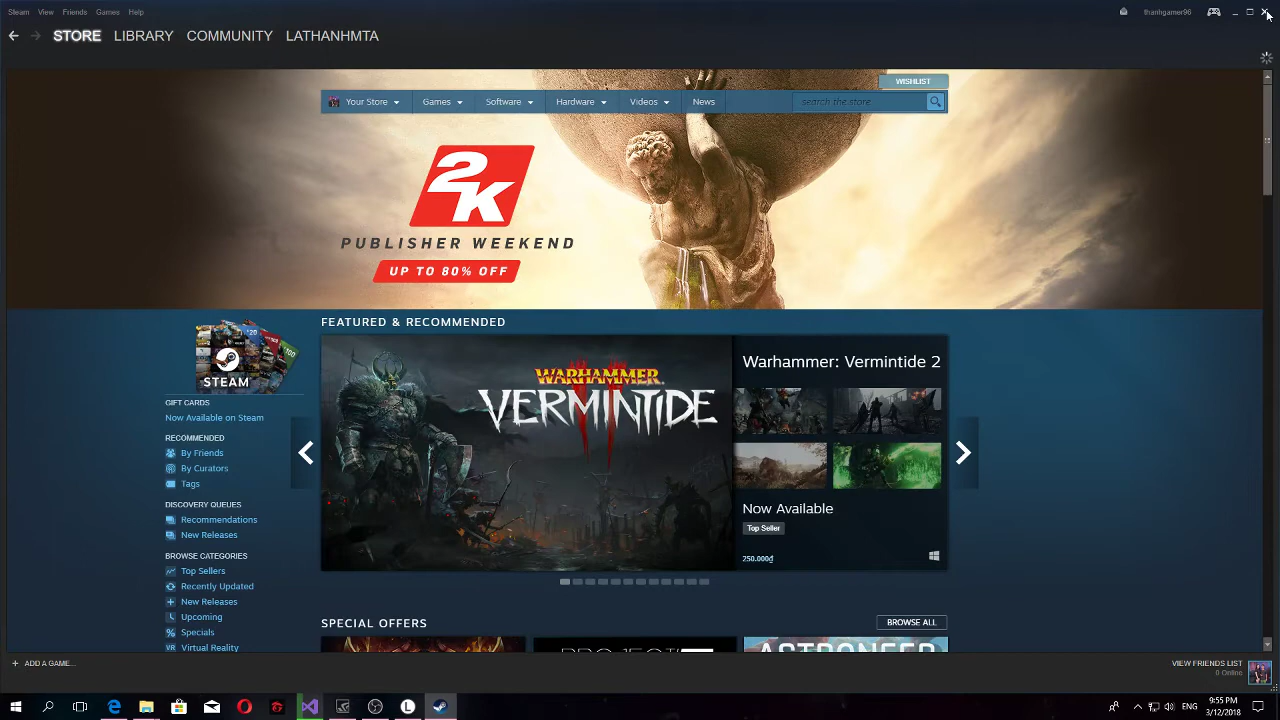 Steam View Friends Games Help
thanhgamer96
STORE LIBRARY COMMUNITY LATHANHMTA
WISHLIST
Your Store Games Software Hardware Videos News search the store
2K
PUBLISHER WEEKEND
UP TO 80% OFF
FEATURED & RECOMMENDED
STEAM
$20
$100
WARHAMMER
VERMINTIDE
Warhammer: Vermintide 2
GIFT CARDS
Now Available on Steam
RECOMMENDED
By Friends
By Curators
Tags
DISCOVERY QUEUES
Recommendations
New Releases
Now Available
Top Seller
250.000₫
BROWSE CATEGORIES
Top Sellers
Recently Updated
New Releases
Upcoming
Specials
VR Virtual Reality
SPECIAL OFFERS
BROWSE ALL
ASTRONEER
+ ADD A GAME...
VIEW FRIENDS LIST
0 Online
ENG
9:55 PM
3/12/2018